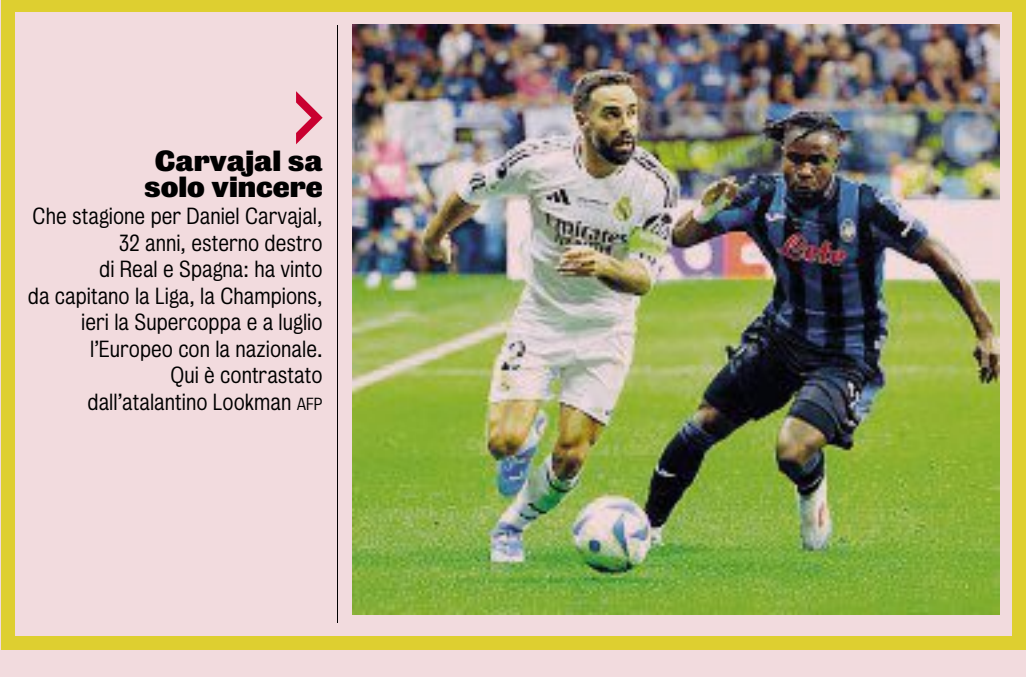 Carvajal sa
solo vincere
Che stagione per Daniel Carvajal,
32 anni, esterno destro
di Real e Spagna: ha vinto
da capitano la Liga, la Champions,
ieri la Supercoppa e a luglio
l'Europeo con la nazionale.
Qui è contrastato
dall'atalantino Lookman AFP
Emirates
2